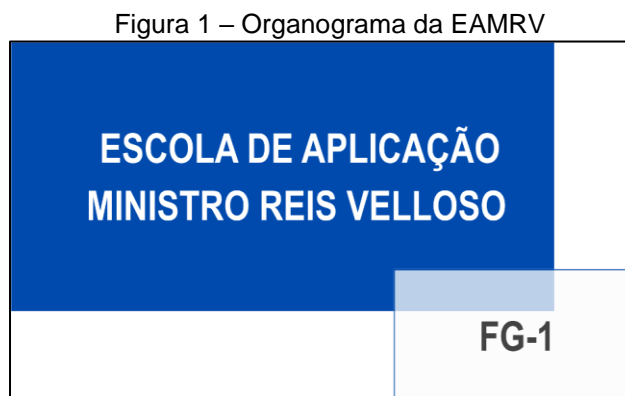 Figura 1 – Organograma da EAMRV
ESCOLA DE APLICAÇÃO
MINISTRO REIS VELLOSO
FG-1